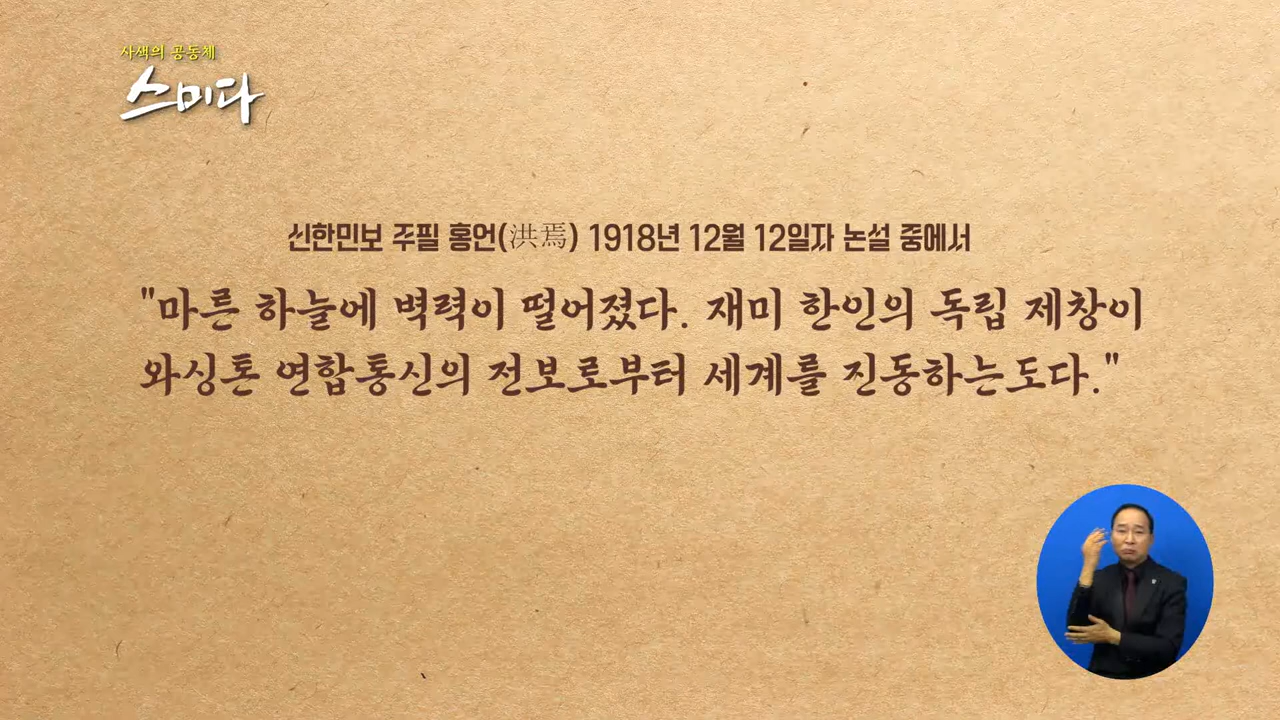 사색의 공동체
스미다
신한민보 주필 홍언(洪焉) 1918년 12월 12일자 논설 중에서
"마른 하늘에 벽력이 떨어졌다. 재미 한인의 독립 제창이
와싱톤 연합통신의 전보로부터 세계를 진동하는도다."